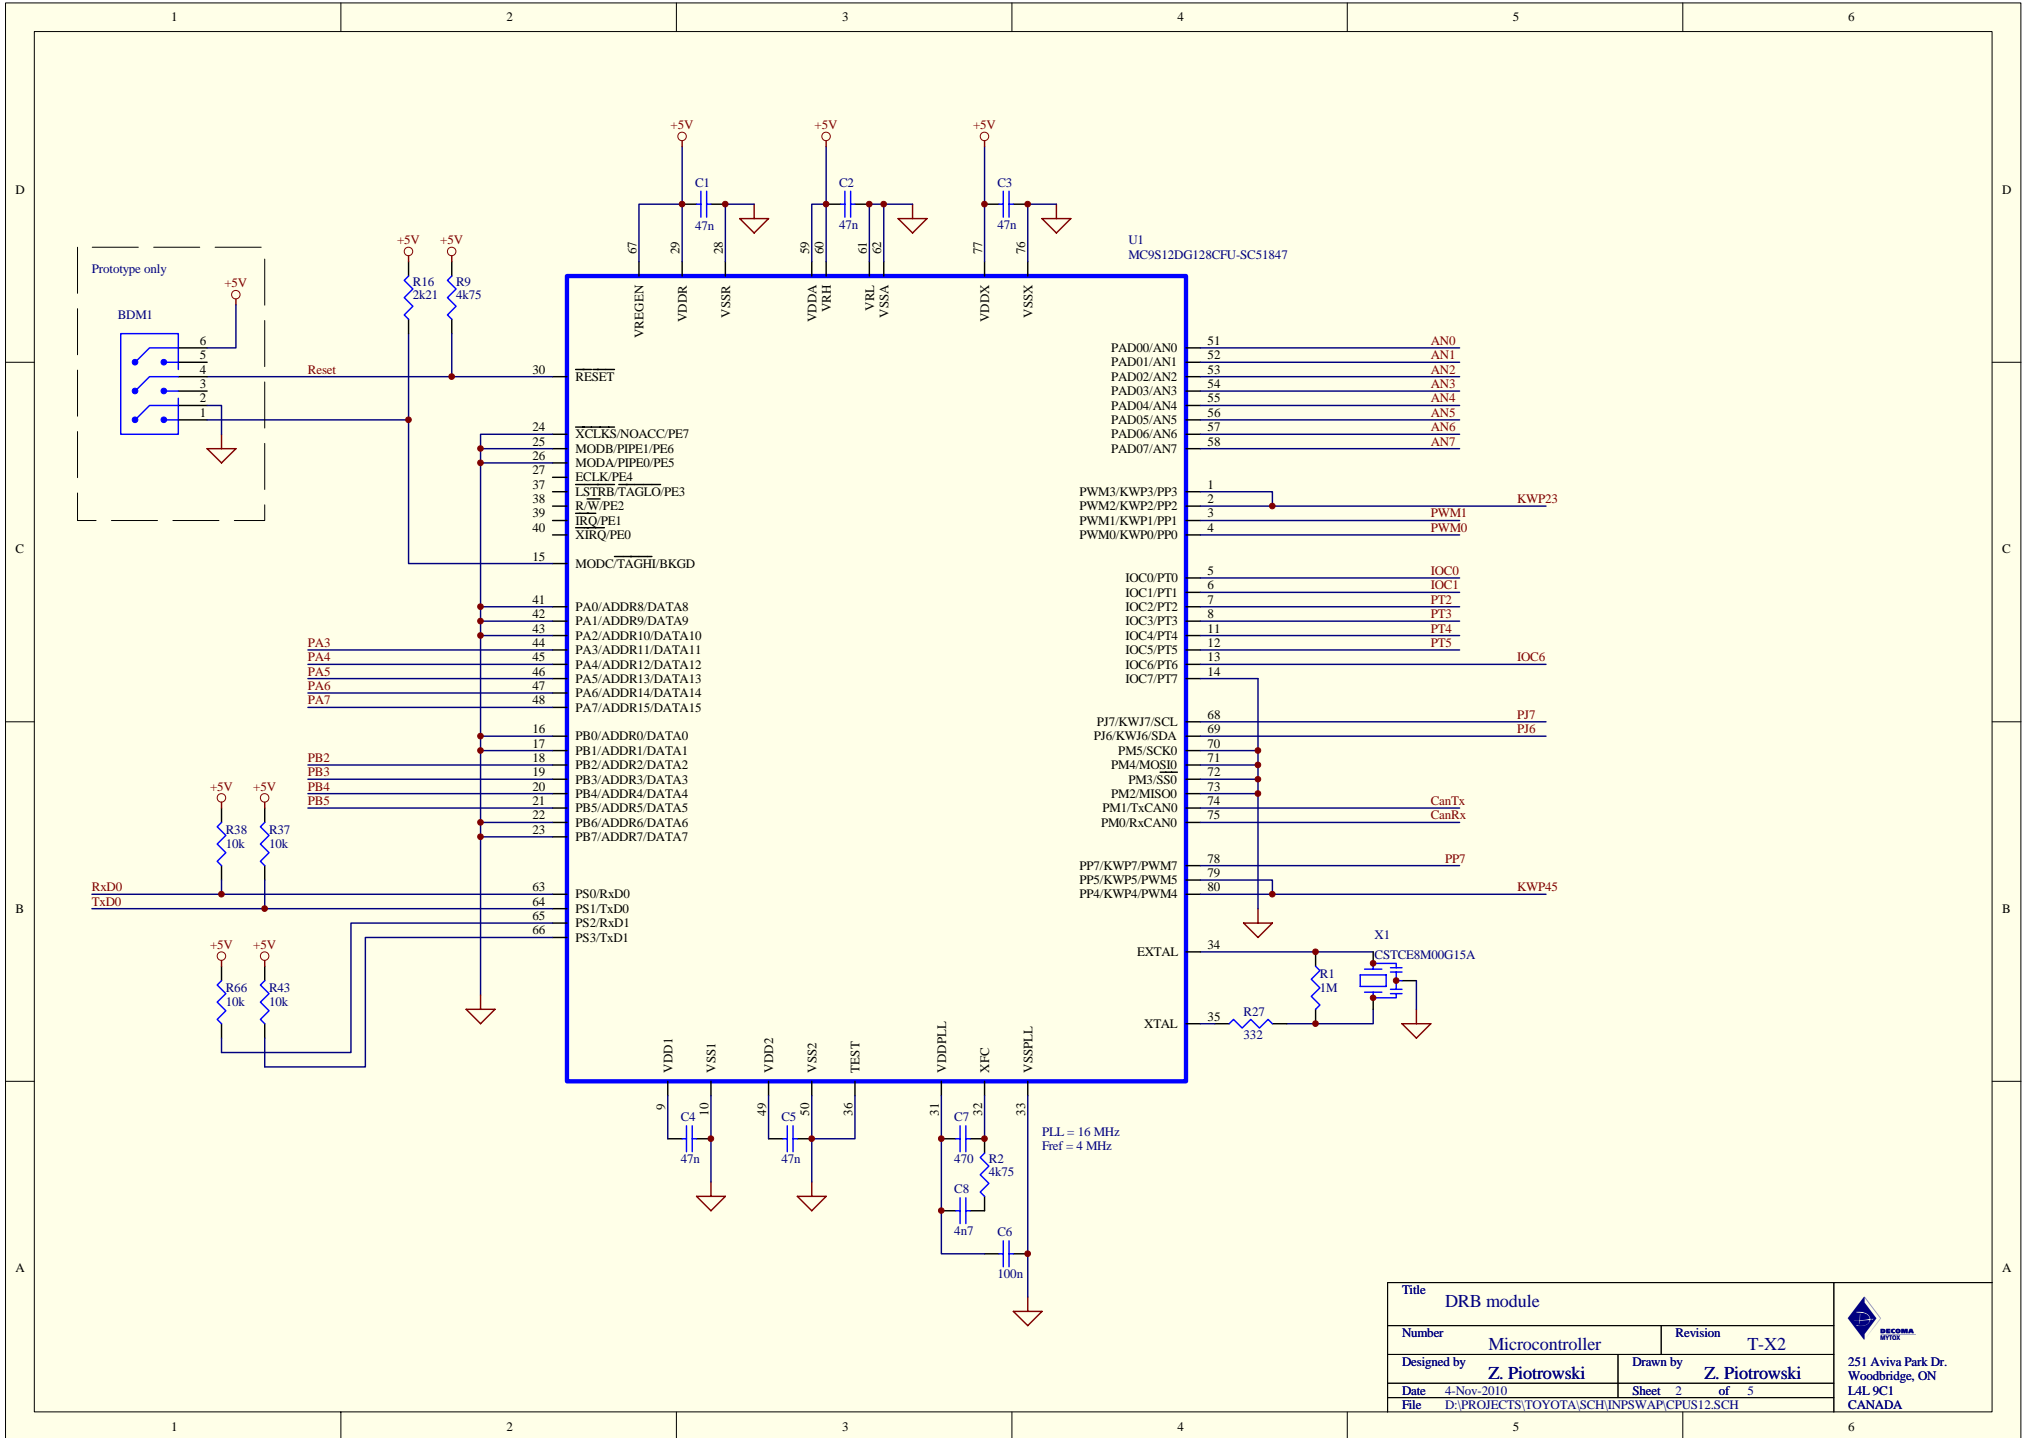 1 2 3 4 5 6
D
C
B
A
D
C
B
A
1 2 3 4 5 6
Prototype only
+5V
BDM1
6
5
4
3
2
1
Reset
+5V
R16
2k21
+5V
R9
4k75
+5V
C1
47n
+5V
C2
47n
+5V
C3
47n
67 VREGEN
29 VDDR
28 VSSR
59 VDDA
60 VRH
61 VRL
62 VSSA
77 VDDX
76 VSSX
U1
MC9S12DG128CFU-SC51847
30 RESET
24 XCLKS/NOACC/PE7
25 MODB/PIPE1/PE6
26 MODA/PIPE0/PE5
27 ECLK/PE4
37 LSTRB/TAGLO/PE3
38 R/W/PE2
39 IRQ/PE1
40 XIRQ/PE0
15 MODC/TAGHI/BKGD
41 PA0/ADDR8/DATA8
42 PA1/ADDR9/DATA9
43 PA2/ADDR10/DATA10
PA3 44 PA3/ADDR11/DATA11
PA4 45 PA4/ADDR12/DATA12
PA5 46 PA5/ADDR13/DATA13
PA6 47 PA6/ADDR14/DATA14
PA7 48 PA7/ADDR15/DATA15
16 PB0/ADDR0/DATA0
17 PB1/ADDR1/DATA1
PB2 18 PB2/ADDR2/DATA2
PB3 19 PB3/ADDR3/DATA3
PB4 20 PB4/ADDR4/DATA4
PB5 21 PB5/ADDR5/DATA5
22 PB6/ADDR6/DATA6
23 PB7/ADDR7/DATA7
+5V +5V
R38 R37
10k 10k
RxD0 63 PS0/RxD0
TxD0 64 PS1/TxD0
65 PS2/RxD1
66 PS3/TxD1
+5V +5V
R66 R43
10k 10k
PAD00/AN0 51 AN0
PAD01/AN1 52 AN1
PAD02/AN2 53 AN2
PAD03/AN3 54 AN3
PAD04/AN4 55 AN4
PAD05/AN5 56 AN5
PAD06/AN6 57 AN6
PAD07/AN7 58 AN7
PWM3/KWP3/PP3 1
PWM2/KWP2/PP2 2 KWP23
PWM1/KWP1/PP1 3 PWM1
PWM0/KWP0/PP0 4 PWM0
IOC0/PT0 5 IOC0
IOC1/PT1 6 IOC1
IOC2/PT2 7 PT2
IOC3/PT3 8 PT3
IOC4/PT4 11 PT4
IOC5/PT5 12 PT5
IOC6/PT6 13 IOC6
IOC7/PT7 14
PJ7/KWJ7/SCL 68 PJ7
PJ6/KWJ6/SDA 69 PJ6
PM5/SCK0 70
PM4/MOSI0 71
PM3/SS0 72
PM2/MISO0 73
PM1/TxCAN0 74 CanTx
PM0/RxCAN0 75 CanRx
PP7/KWP7/PWM7 78 PP7
PP5/KWP5/PWM5 79
PP4/KWP4/PWM4 80 KWP45
EXTAL 34
XTAL 35
R27
332
R1
1M
X1
CSTCE8M00G15A
VDD1 9
VSS1 10
VDD2 49
VSS2 50
TEST 36
VDDPLL 31
XFC 32
VSSPLL 33
C4
47n
C5
47n
C7
470
R2
4k75
C8
4n7
C6
100n
PLL = 16 MHz
Fref = 4 MHz
Title
DRB module
Number
Microcontroller
Revision
T-X2
Designed by
Z. Piotrowski
Drawn by
Z. Piotrowski
Date 4-Nov-2010
Sheet 2 of 5
File D:\PROJECTS\TOYOTA\SCH\INPSWAP\CPUS12.SCH
DECOMA
MYTOX
251 Aviva Park Dr.
Woodbridge, ON
L4L 9C1
CANADA